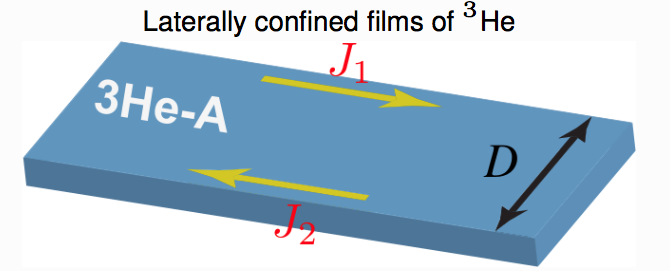 Laterally confined films of ³He
J₁
3He-A
D
J₂